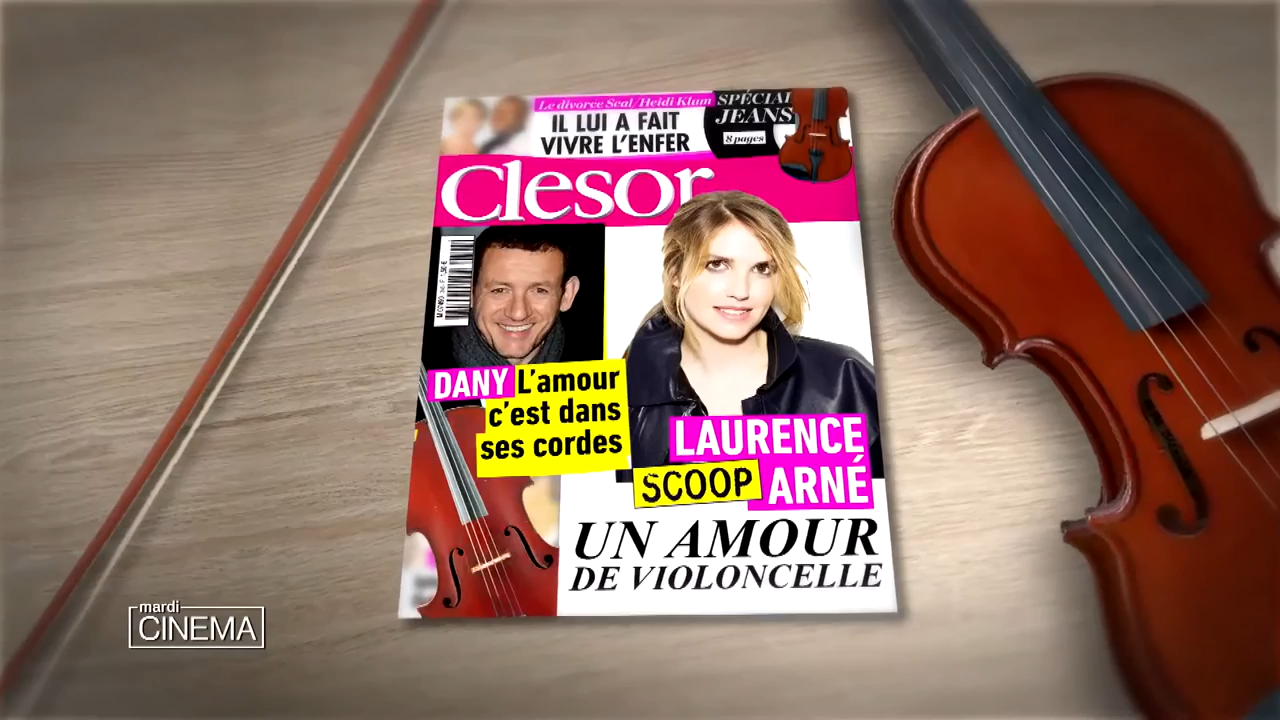 Le divorce Seal/Heidi Klum
IL LUI A FAIT
VIVRE L'ENFER
SPÉCIAL
JEANS
8 pages
Clesor
DANY L'amour
c'est dans
ses cordes
LAURENCE
SCOOP ARNÉ
UN AMOUR
DE VIOLONCELLE
mardi
CINEMA